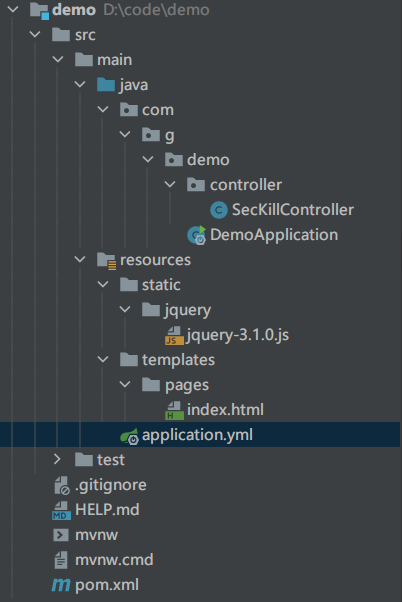 demo D:\code\demo
src
main
java
com
g
demo
controller
SecKillController
DemoApplication
resources
static
jquery
jquery-3.1.0.js
templates
pages
index.html
application.yml
test
.gitignore
HELP.md
mvnw
mvnw.cmd
pom.xml